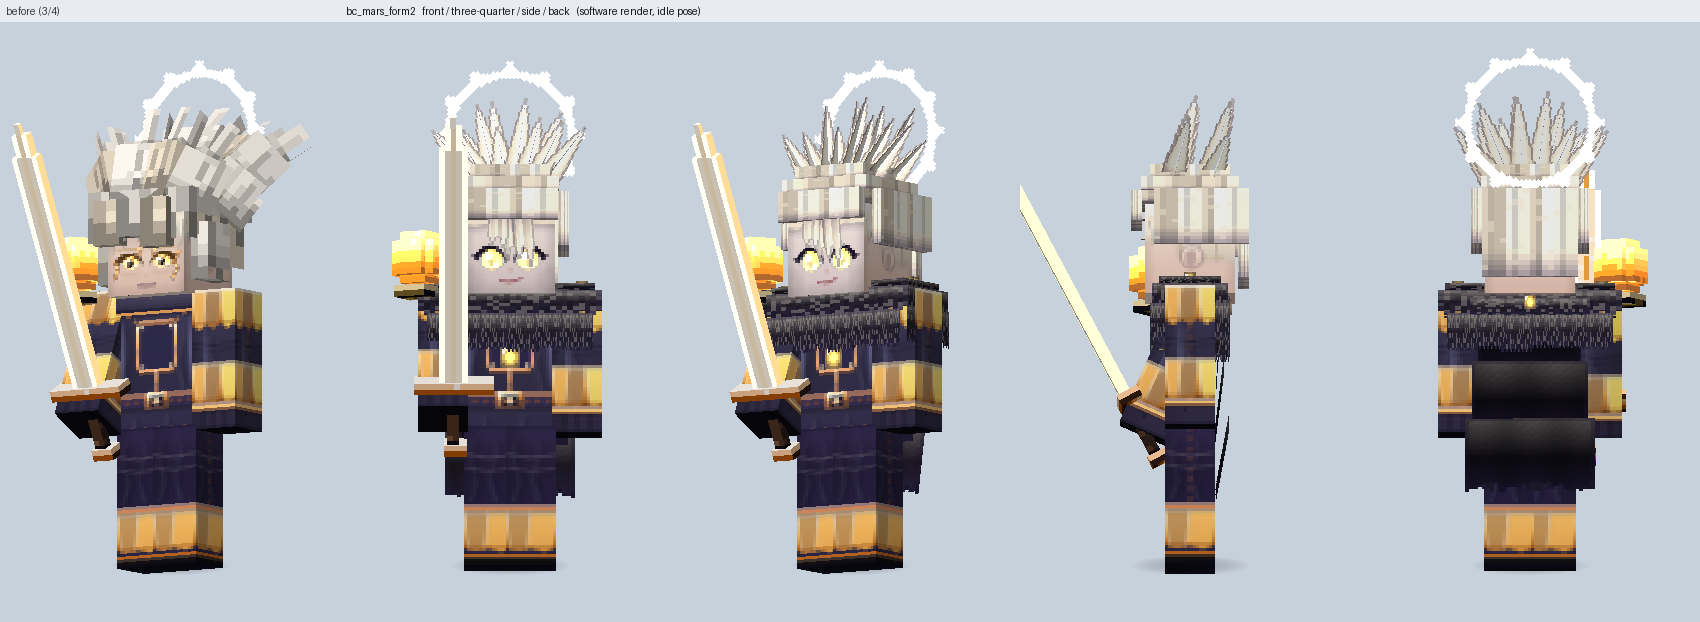 before (3/4)
bc_mars_form2 front / three-quarter / side / back (software render, idle pose)